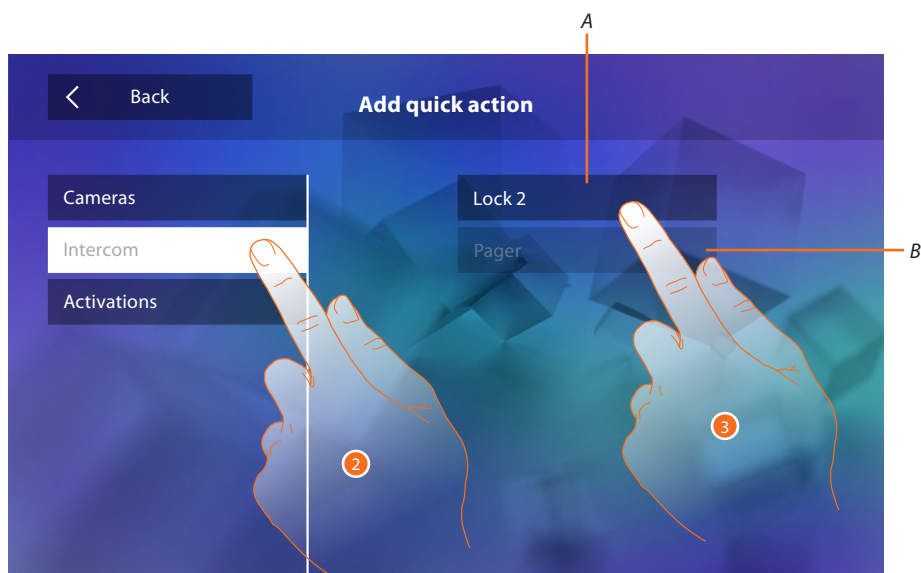 A
Back
Add quick action
Cameras
Lock 2
Intercom
Pager
B
Activations
3
2